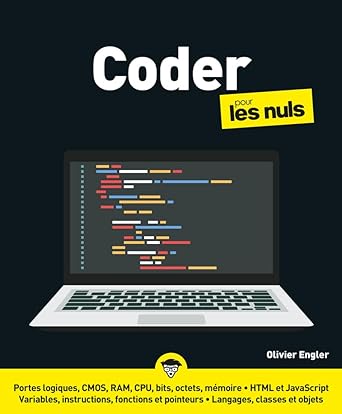 Coder
pour
les nuls
Olivier Engler
Portes logiques, CMOS, RAM, CPU, bits, octets, mémoire • HTML et JavaScript
Variables, instructions, fonctions et pointeurs • Langages, classes et objets